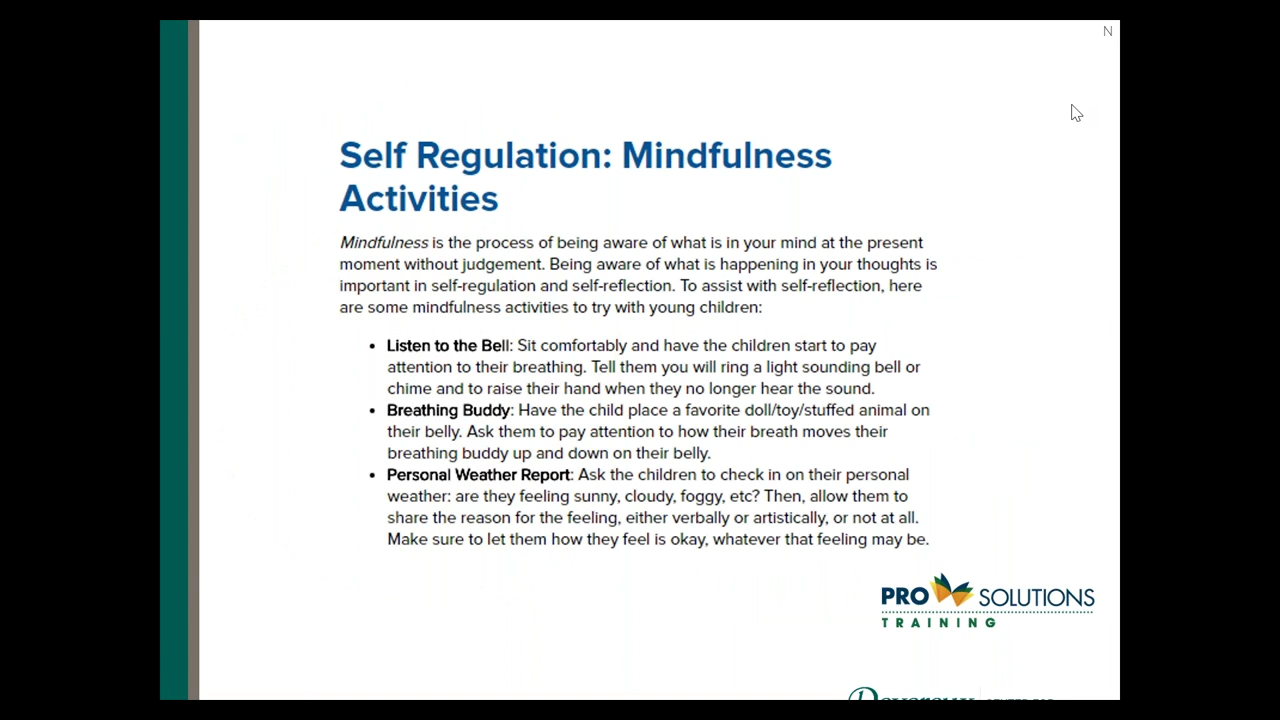 N
Self Regulation: Mindfulness
Activities
Mindfulness is the process of being aware of what is in your mind at the present
moment without judgement. Being aware of what is happening in your thoughts is
important in self-regulation and self-reflection. To assist with self-reflection, here
are some mindfulness activities to try with young children:
• Listen to the Bell: Sit comfortably and have the children start to pay
attention to their breathing. Tell them you will ring a light sounding bell or
chime and to raise their hand when they no longer hear the sound.
• Breathing Buddy: Have the child place a favorite doll/toy/stuffed animal on
their belly. Ask them to pay attention to how their breath moves their
breathing buddy up and down on their belly.
• Personal Weather Report: Ask the children to check in on their personal
weather: are they feeling sunny, cloudy, foggy, etc? Then, allow them to
share the reason for the feeling, either verbally or artistically, or not at all.
Make sure to let them how they feel is okay, whatever that feeling may be.
PRO SOLUTIONS
TRAINING